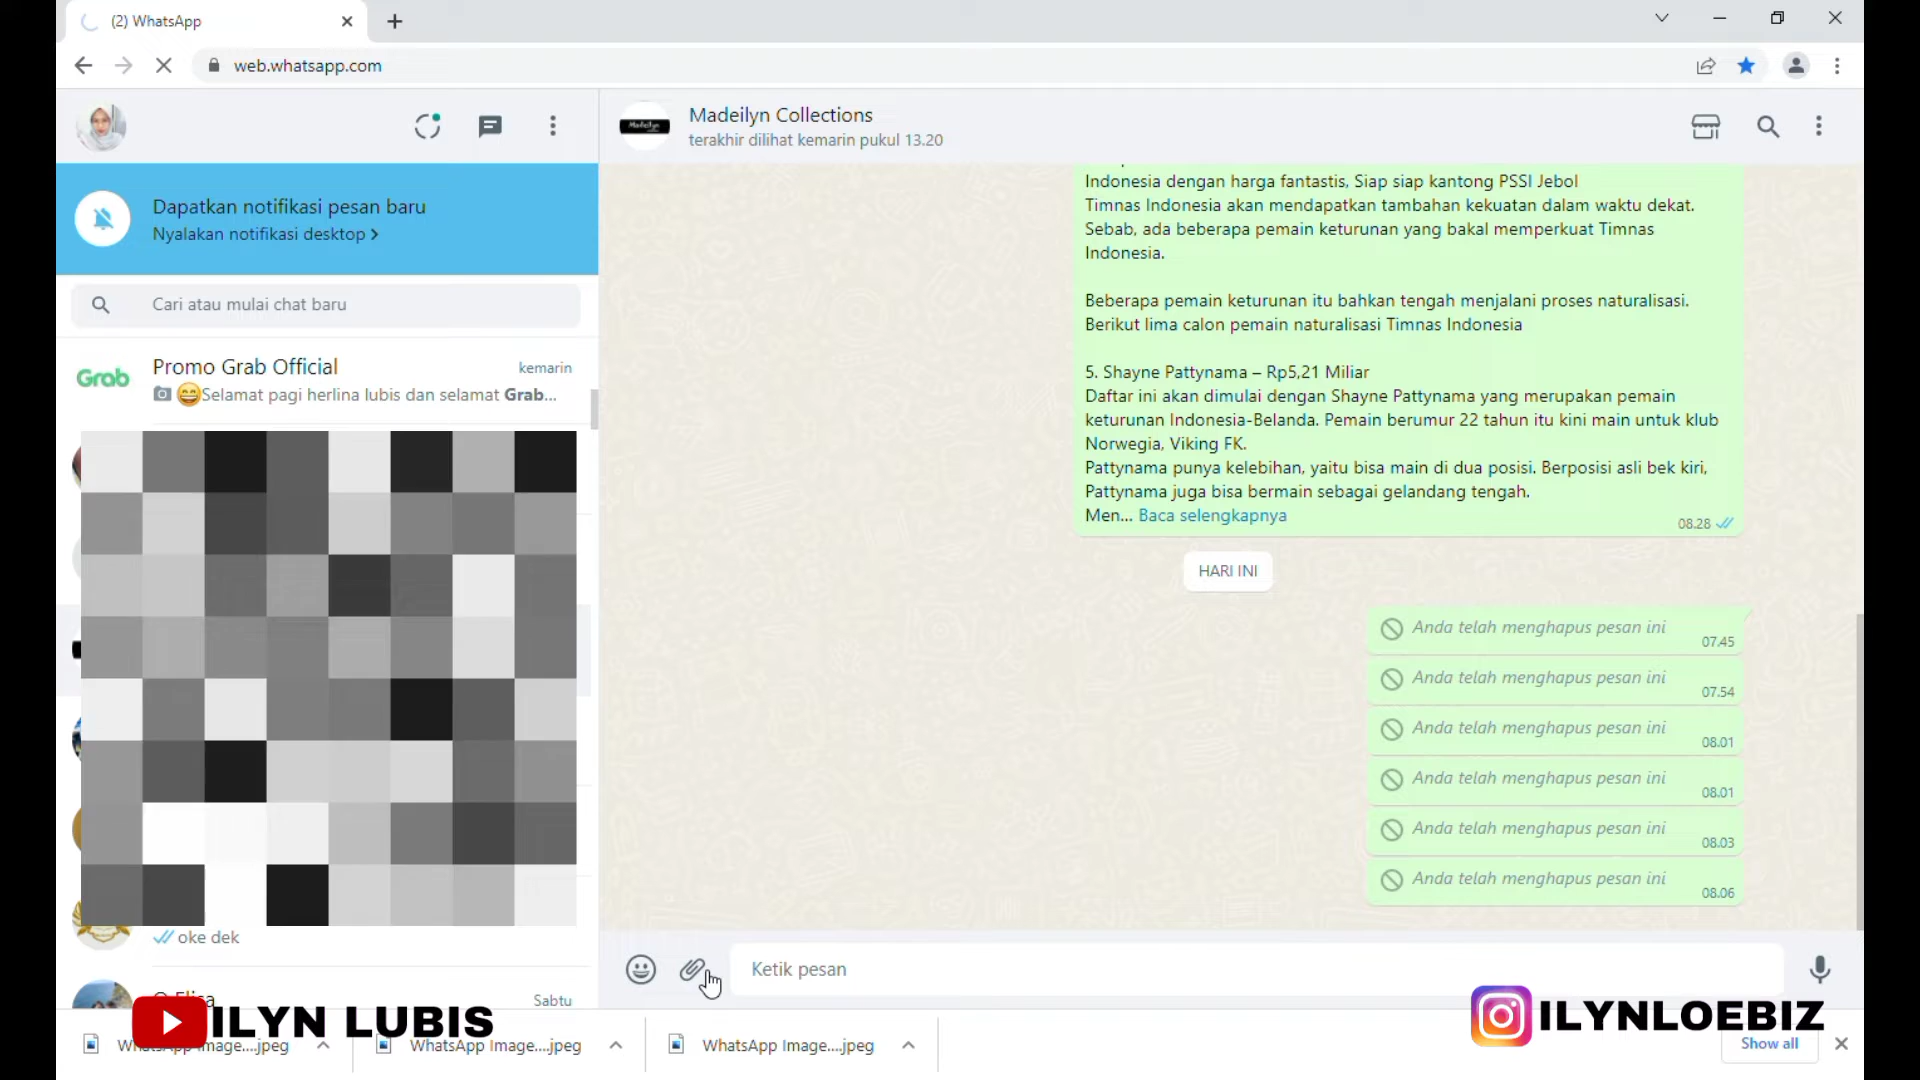 (2) WhatsApp
web.whatsapp.com
Madeilyn
Madeilyn Collections
terakhir dilihat kemarin pukul 13.20
Dapatkan notifikasi pesan baru
Nyalakan notifikasi desktop >
Cari atau mulai chat baru
Grab
Promo Grab Official
kemarin
Selamat pagi herlina lubis dan selamat Grab...
oke dek
Sabtu
Indonesia dengan harga fantastis, Siap siap kantong PSSI Jebol
Timnas Indonesia akan mendapatkan tambahan kekuatan dalam waktu dekat.
Sebab, ada beberapa pemain keturunan yang bakal memperkuat Timnas
Indonesia.
Beberapa pemain keturunan itu bahkan tengah menjalani proses naturalisasi.
Berikut lima calon pemain naturalisasi Timnas Indonesia
5. Shayne Pattynama – Rp5,21 Miliar
Daftar ini akan dimulai dengan Shayne Pattynama yang merupakan pemain
keturunan Indonesia-Belanda. Pemain berumur 22 tahun itu kini main untuk klub
Norwegia, Viking FK.
Pattynama punya kelebihan, yaitu bisa main di dua posisi. Berposisi asli bek kiri,
Pattynama juga bisa bermain sebagai gelandang tengah.
Men... Baca selengkapnya
08.28
HARI INI
Anda telah menghapus pesan ini
07.45
Anda telah menghapus pesan ini
07.54
Anda telah menghapus pesan ini
08.01
Anda telah menghapus pesan ini
08.01
Anda telah menghapus pesan ini
08.03
Anda telah menghapus pesan ini
08.06
Ketik pesan
ILYN LUBIS
ILYNLOEBIZ
WhatsApp Image....jpeg
WhatsApp Image....jpeg
WhatsApp Image....jpeg
Show all